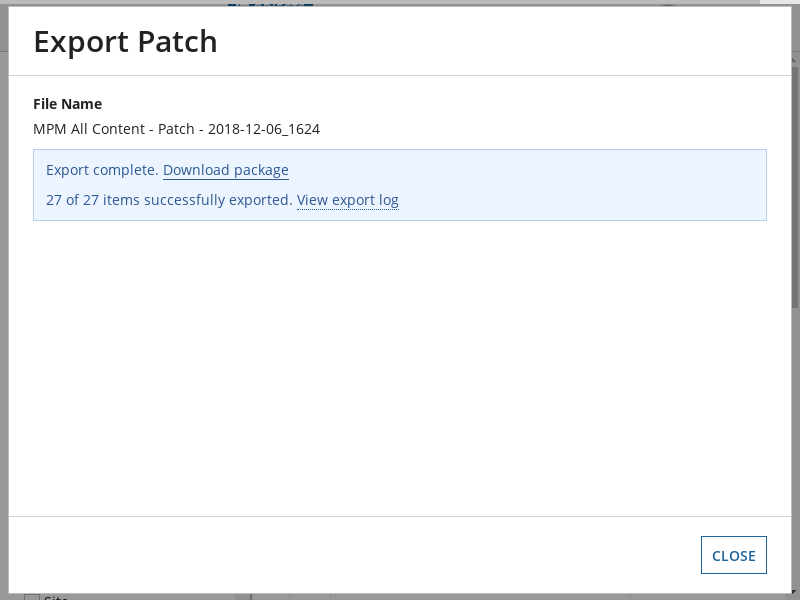 Export Patch
File Name
MPM All Content - Patch - 2018-12-06_1624
Export complete. Download package
27 of 27 items successfully exported. View export log
CLOSE